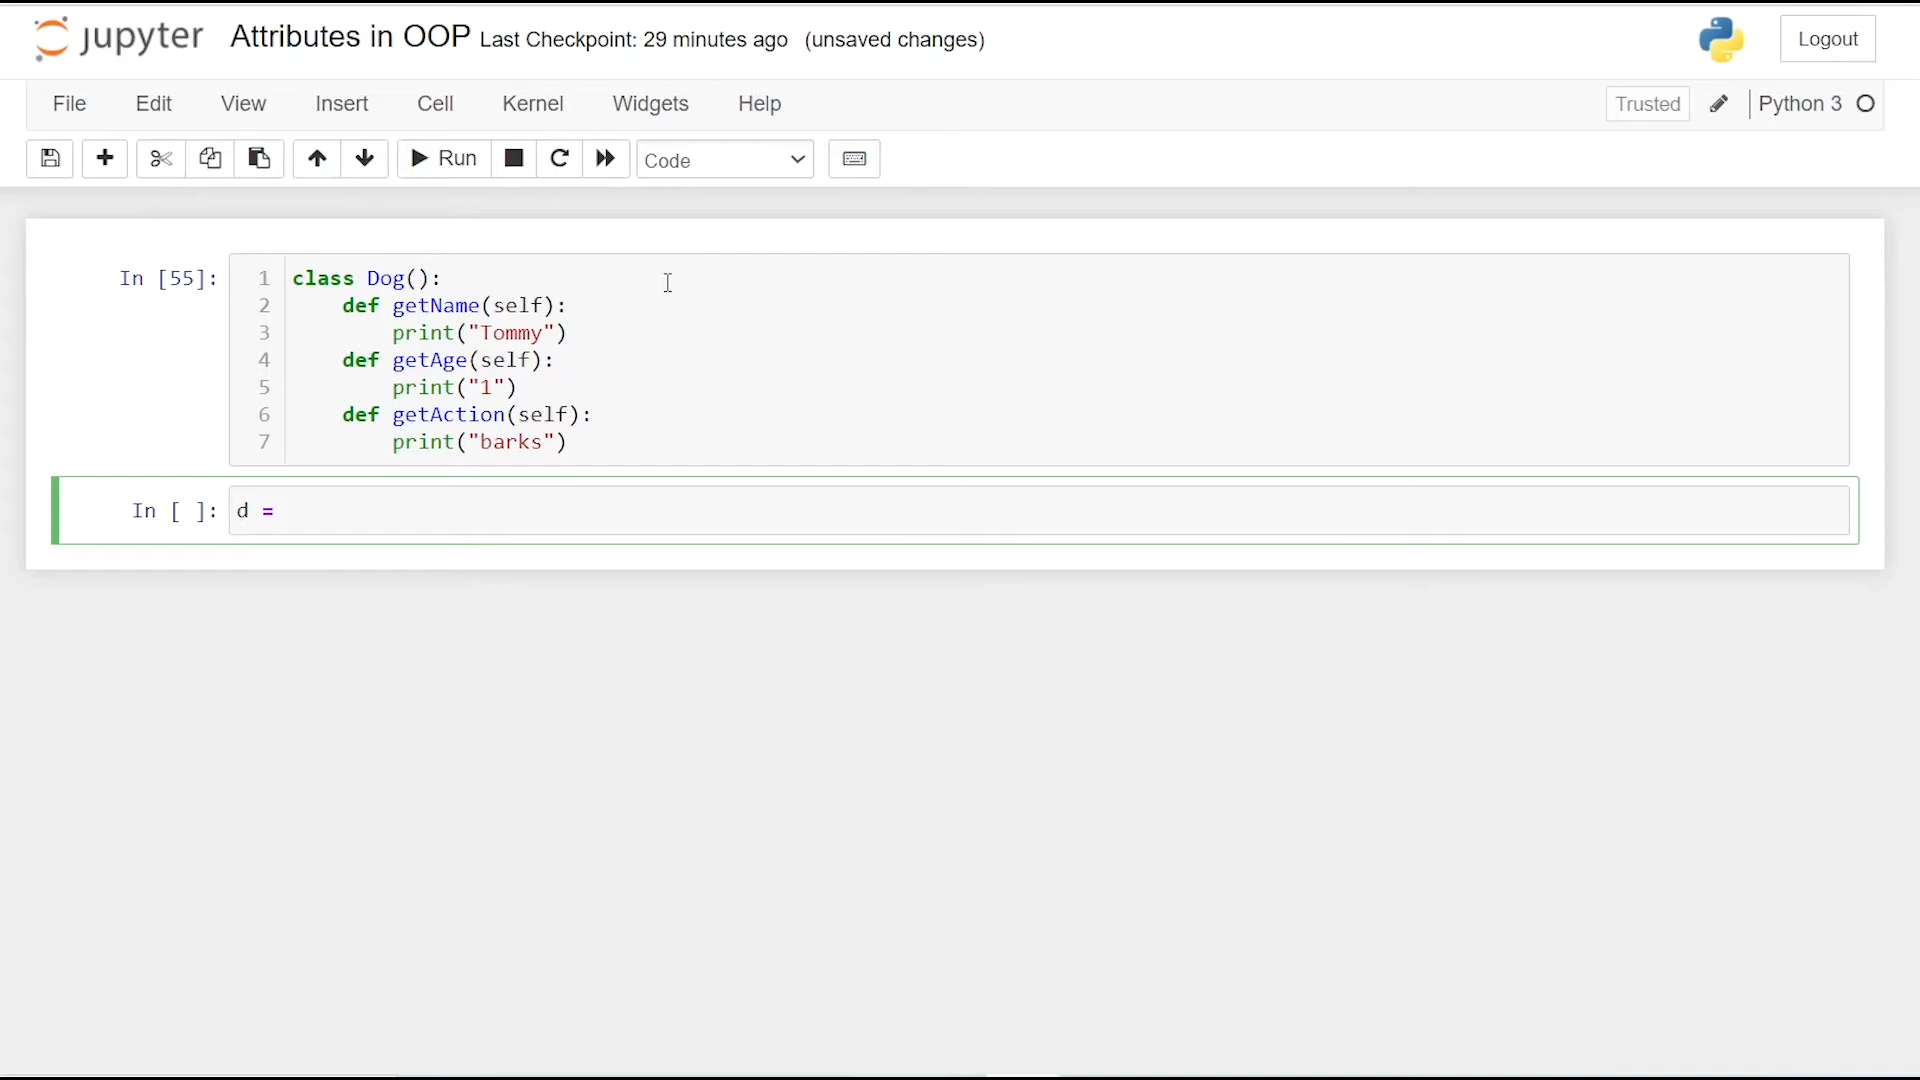 jupyter Attributes in OOP Last Checkpoint: 29 minutes ago (unsaved changes) Logout
File Edit View Insert Cell Kernel Widgets Help Trusted Python 3
Run Code
In [55]: 1 class Dog():
2 def getName(self):
3 print("Tommy")
4 def getAge(self):
5 print("1")
6 def getAction(self):
7 print("barks")
In [ ]: d =